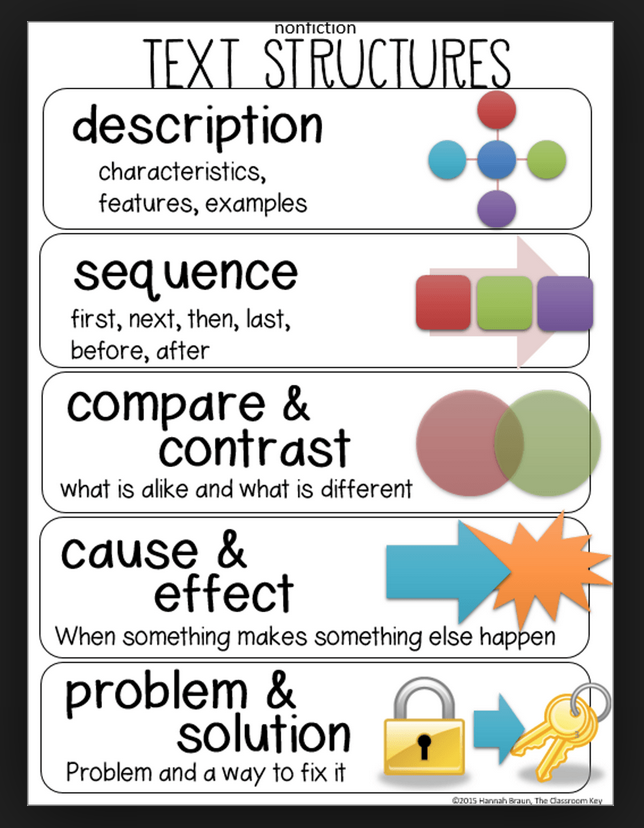 nonfiction
TEXT STRUCTURES
description
characteristics,
features, examples
sequence
first, next, then, last,
before, after
compare &
contrast
what is alike and what is different
cause &
effect
When something makes something else happen
problem &
solution
Problem and a way to fix it
©2015 Hannah Braun, The Classroom Key